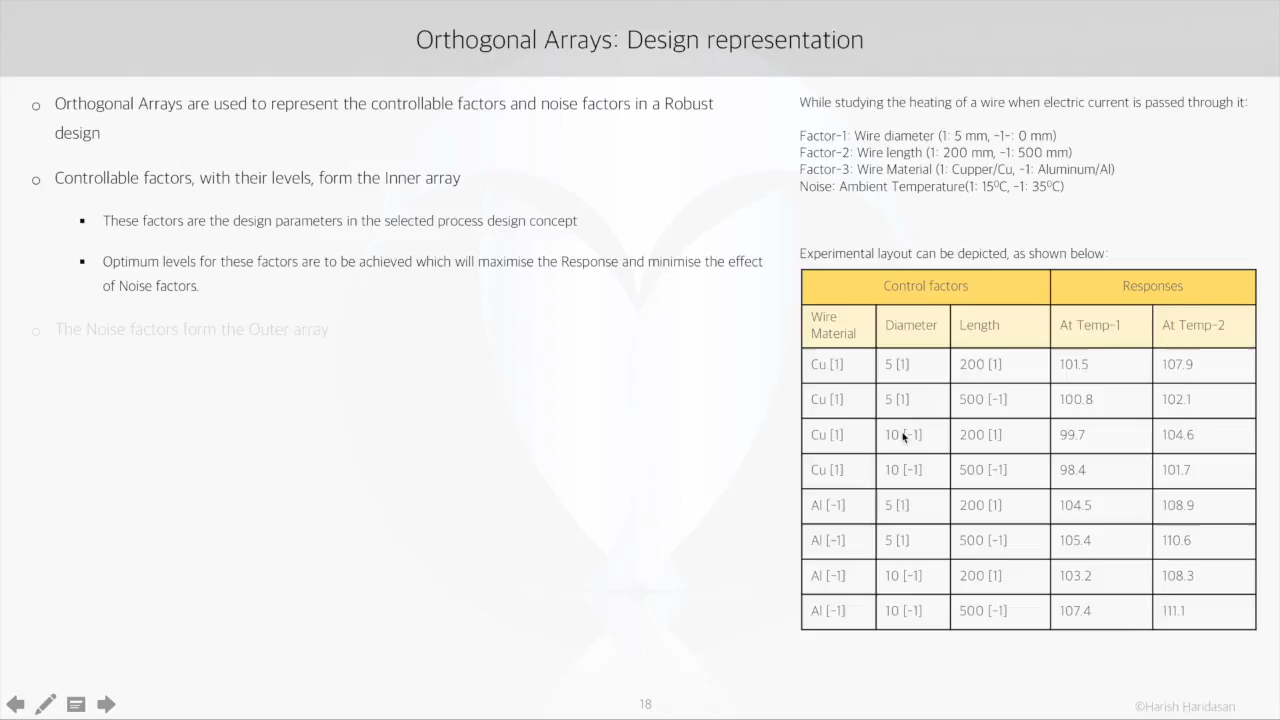 Orthogonal Arrays: Design representation
Orthogonal Arrays are used to represent the controllable factors and noise factors in a Robust
design
Controllable factors, with their levels, form the Inner array
These factors are the design parameters in the selected process design concept
Optimum levels for these factors are to be achieved which will maximise the Response and minimise the effect
of Noise factors.
The Noise factors form the Outer array
While studying the heating of a wire when electric current is passed through it:
Factor-1: Wire diameter (1: 5 mm, -1-: 0 mm)
Factor-2: Wire length (1: 200 mm, -1: 500 mm)
Factor-3: Wire Material (1: Cupper/Cu, -1: Aluminum/Al)
Noise: Ambient Temperature(1: 15⁰C, -1: 35⁰C)
Experimental layout can be depicted, as shown below:
Control factors Responses
Wire
Material Diameter Length At Temp-1 At Temp-2
Cu [1] 5 [1] 200 [1] 101.5 107.9
Cu [1] 5 [1] 500 [-1] 100.8 102.1
Cu [1] 10 [-1] 200 [1] 99.7 104.6
Cu [1] 10 [-1] 500 [-1] 98.4 101.7
Al [-1] 5 [1] 200 [1] 104.5 108.9
Al [-1] 5 [1] 500 [-1] 105.4 110.6
Al [-1] 10 [-1] 200 [1] 103.2 108.3
Al [-1] 10 [-1] 500 [-1] 107.4 111.1
18
©Harish Haridasan